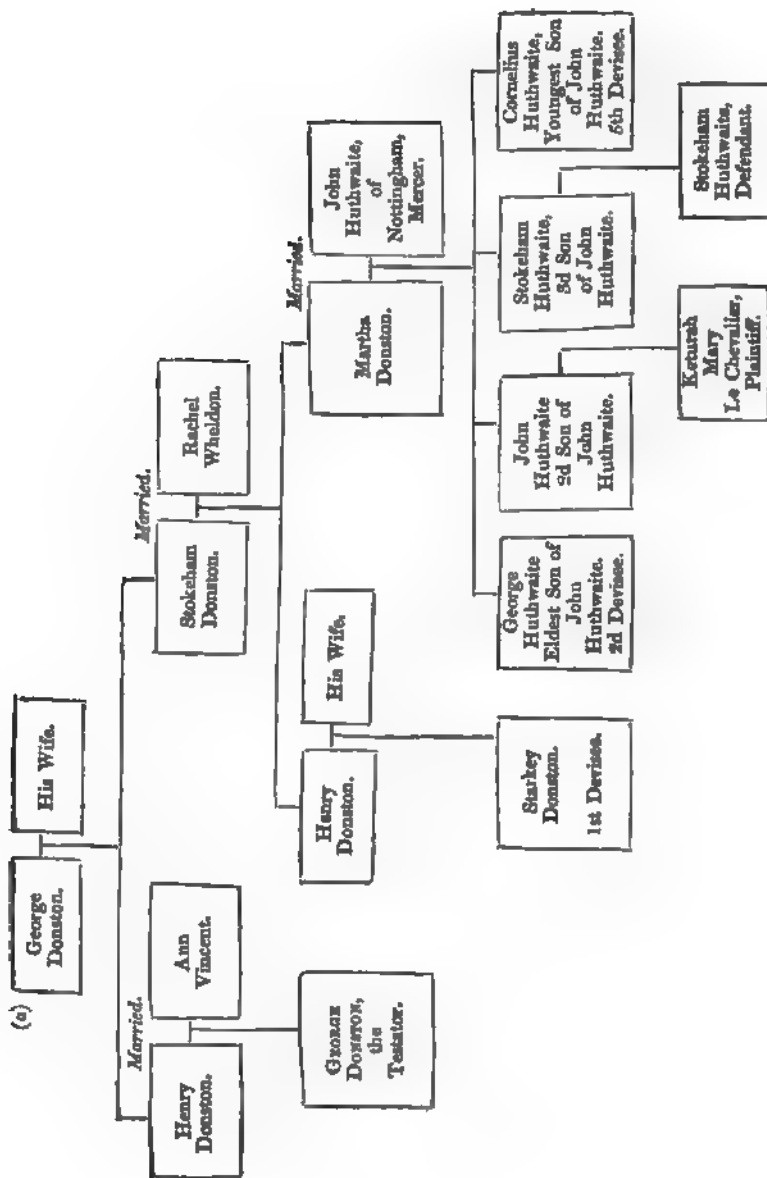 (a)
George
Donston.
His Wife.
Married.
Henry
Donston.
Ann
Vincent.
Married.
Stokeham
Donston.
Rachel
Wheldon.
GEORGE
DONSTON,
the
Testator.
Henry
Donston.
His Wife.
Married.
Martha
Donston.
John
Huthwaite,
of
Nottingham,
Mercer.
Starkey
Donston.
1st Devisee.
George
Huthwaite
Eldest Son of
John
Huthwaite.
2d Devisee.
John
Huthwaite
2d Son of
John
Huthwaite.
Stokeham
Huthwaite,
3d Son
of John
Huthwaite.
Cornelius
Huthwaite,
Youngest Son
of John
Huthwaite.
5th Devisee.
Keturah
Mary
Le Chevalier,
Plaintiff.
Stokeham
Huthwaite,
Defendant.